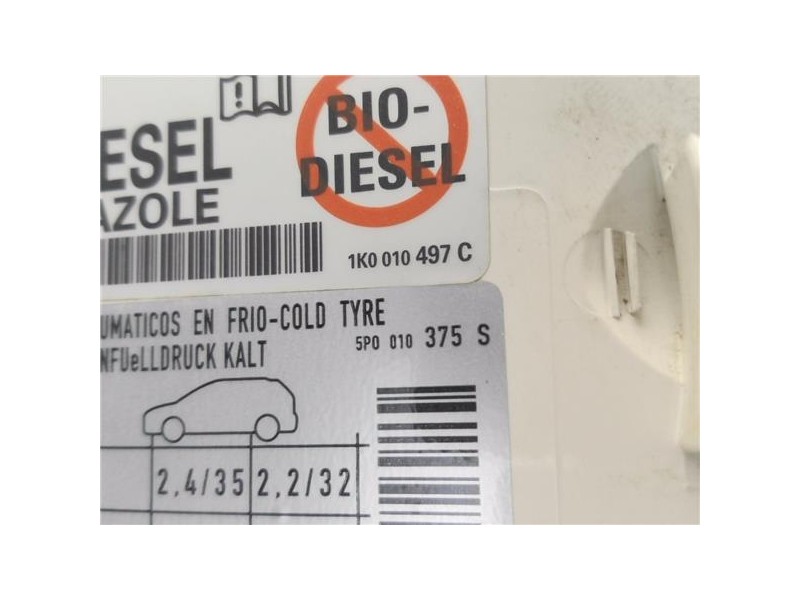 ESEL
AZOLE
BIO-
DIESEL
1K0 010 497 C
UMATICOS EN FRIO-COLD TYRE
NFUeLLDRUCK KALT
5P0 010 375 S
2,4/35 2,2/32